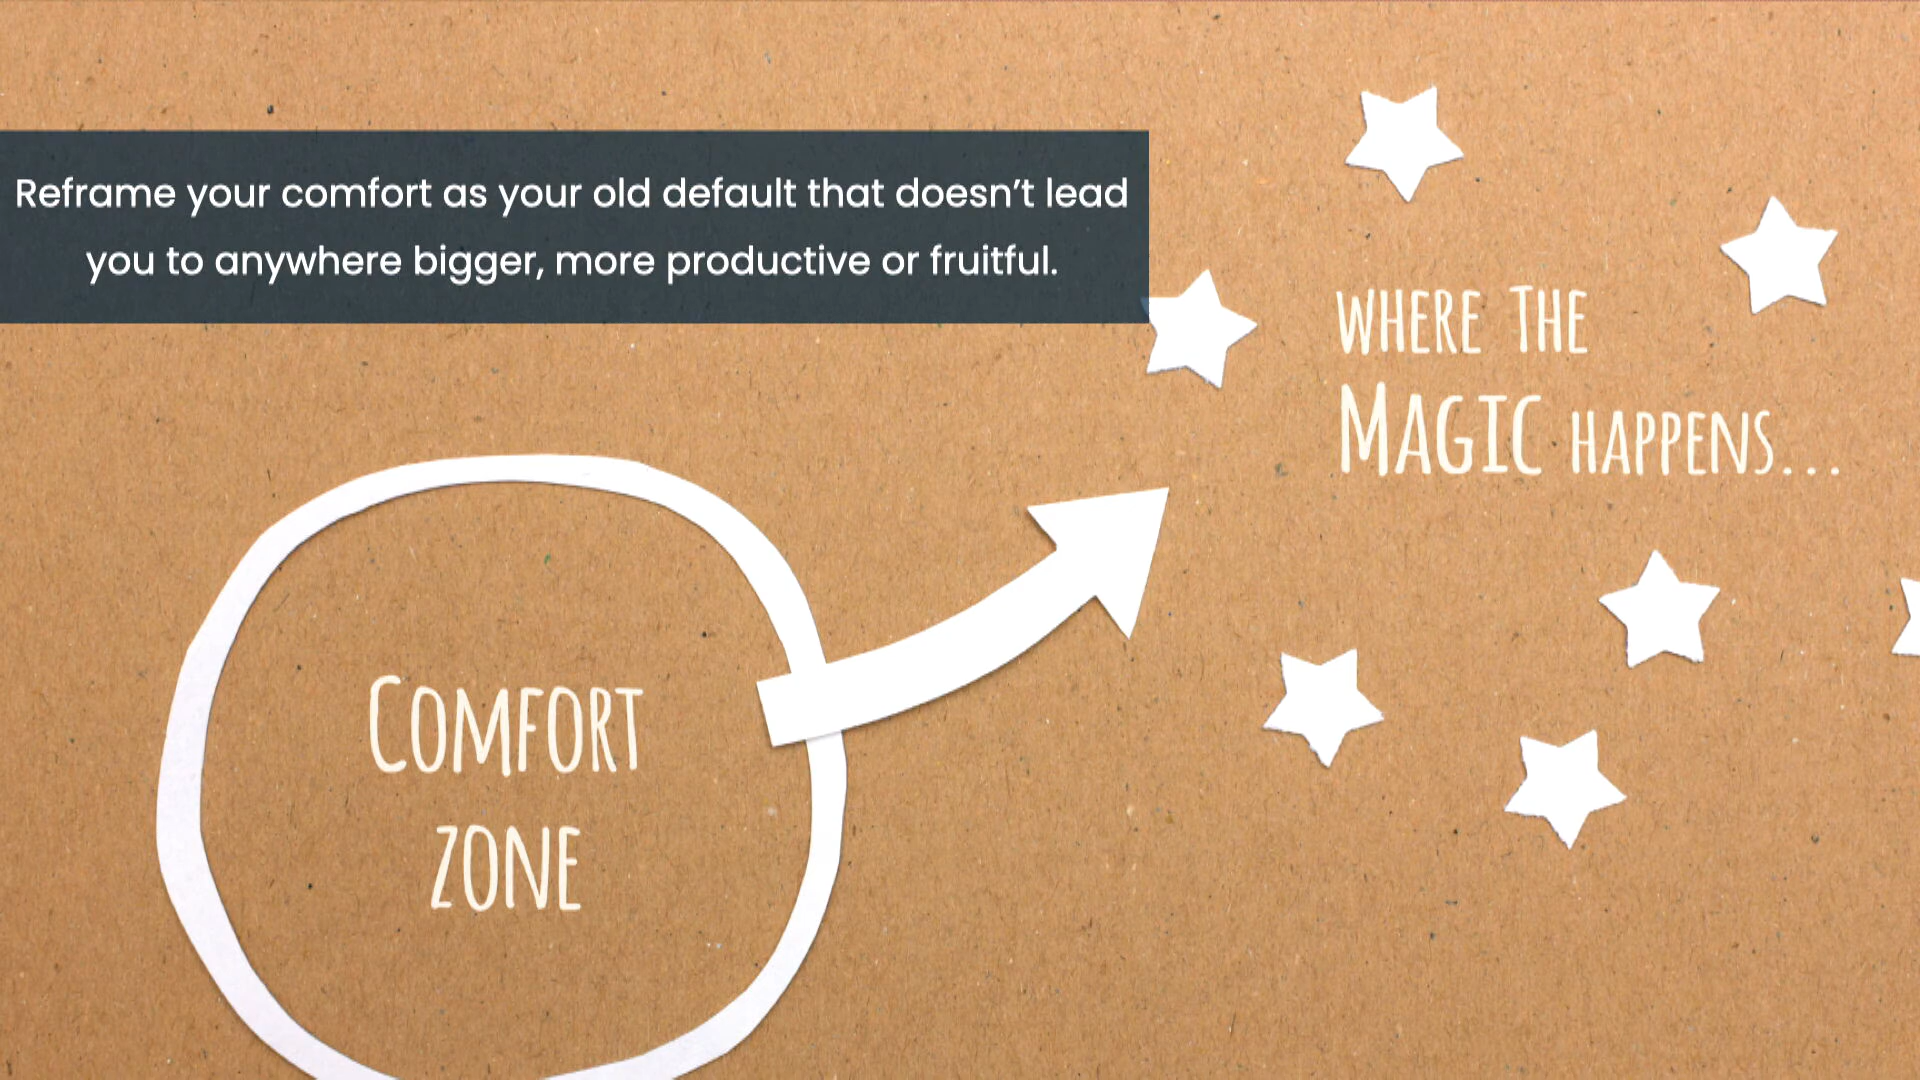 Reframe your comfort as your old default that doesn’t lead
you to anywhere bigger, more productive or fruitful.
WHERE THE
MAGIC HAPPENS...
COMFORT
ZONE